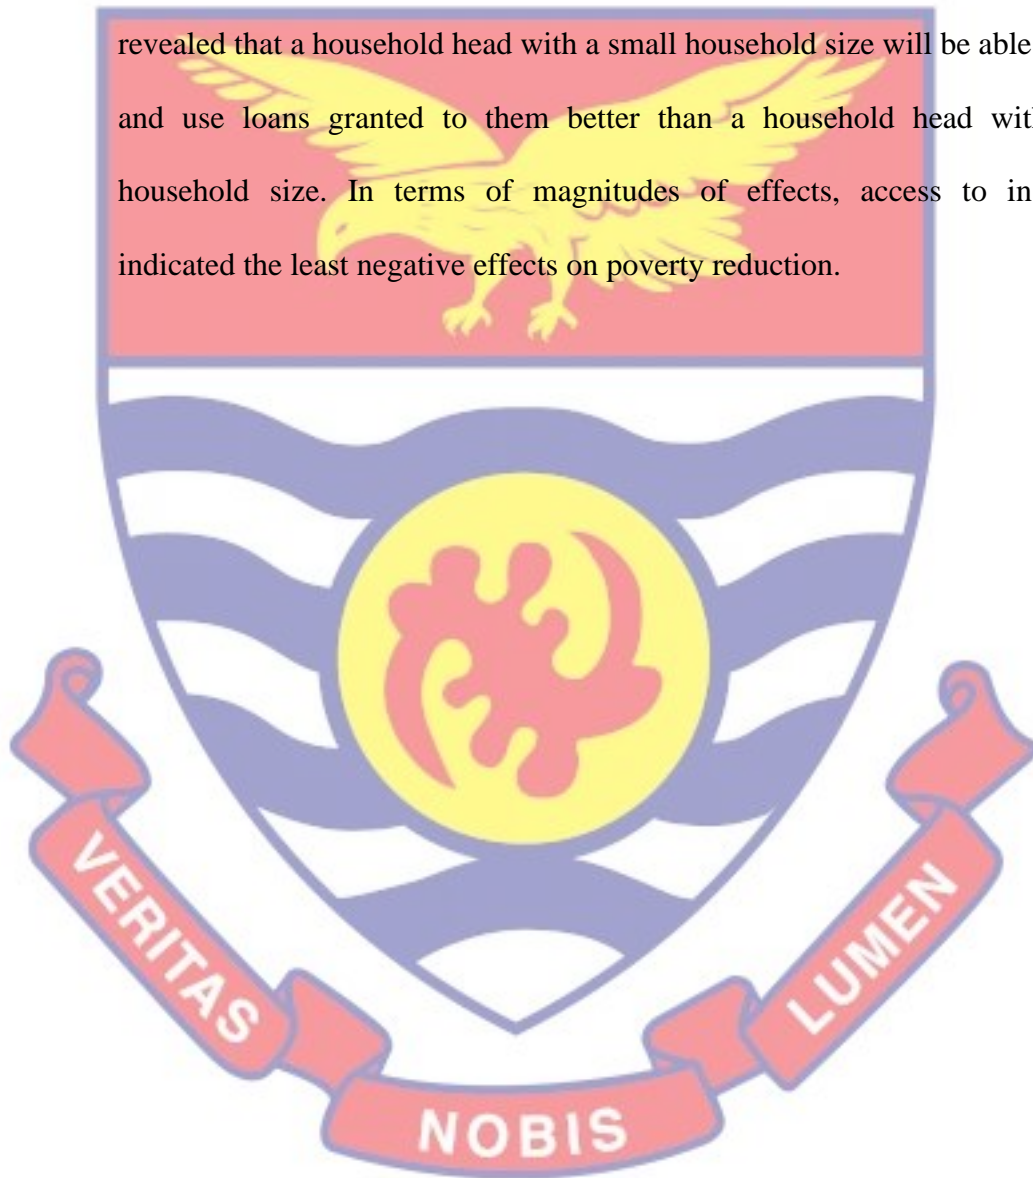 revealed that a household head with a small household size will be able
and use loans granted to them better than a household head wit
household size. In terms of magnitudes of effects, access to in
indicated the least negative effects on poverty reduction.
VERITAS
NOBIS
LUMEN